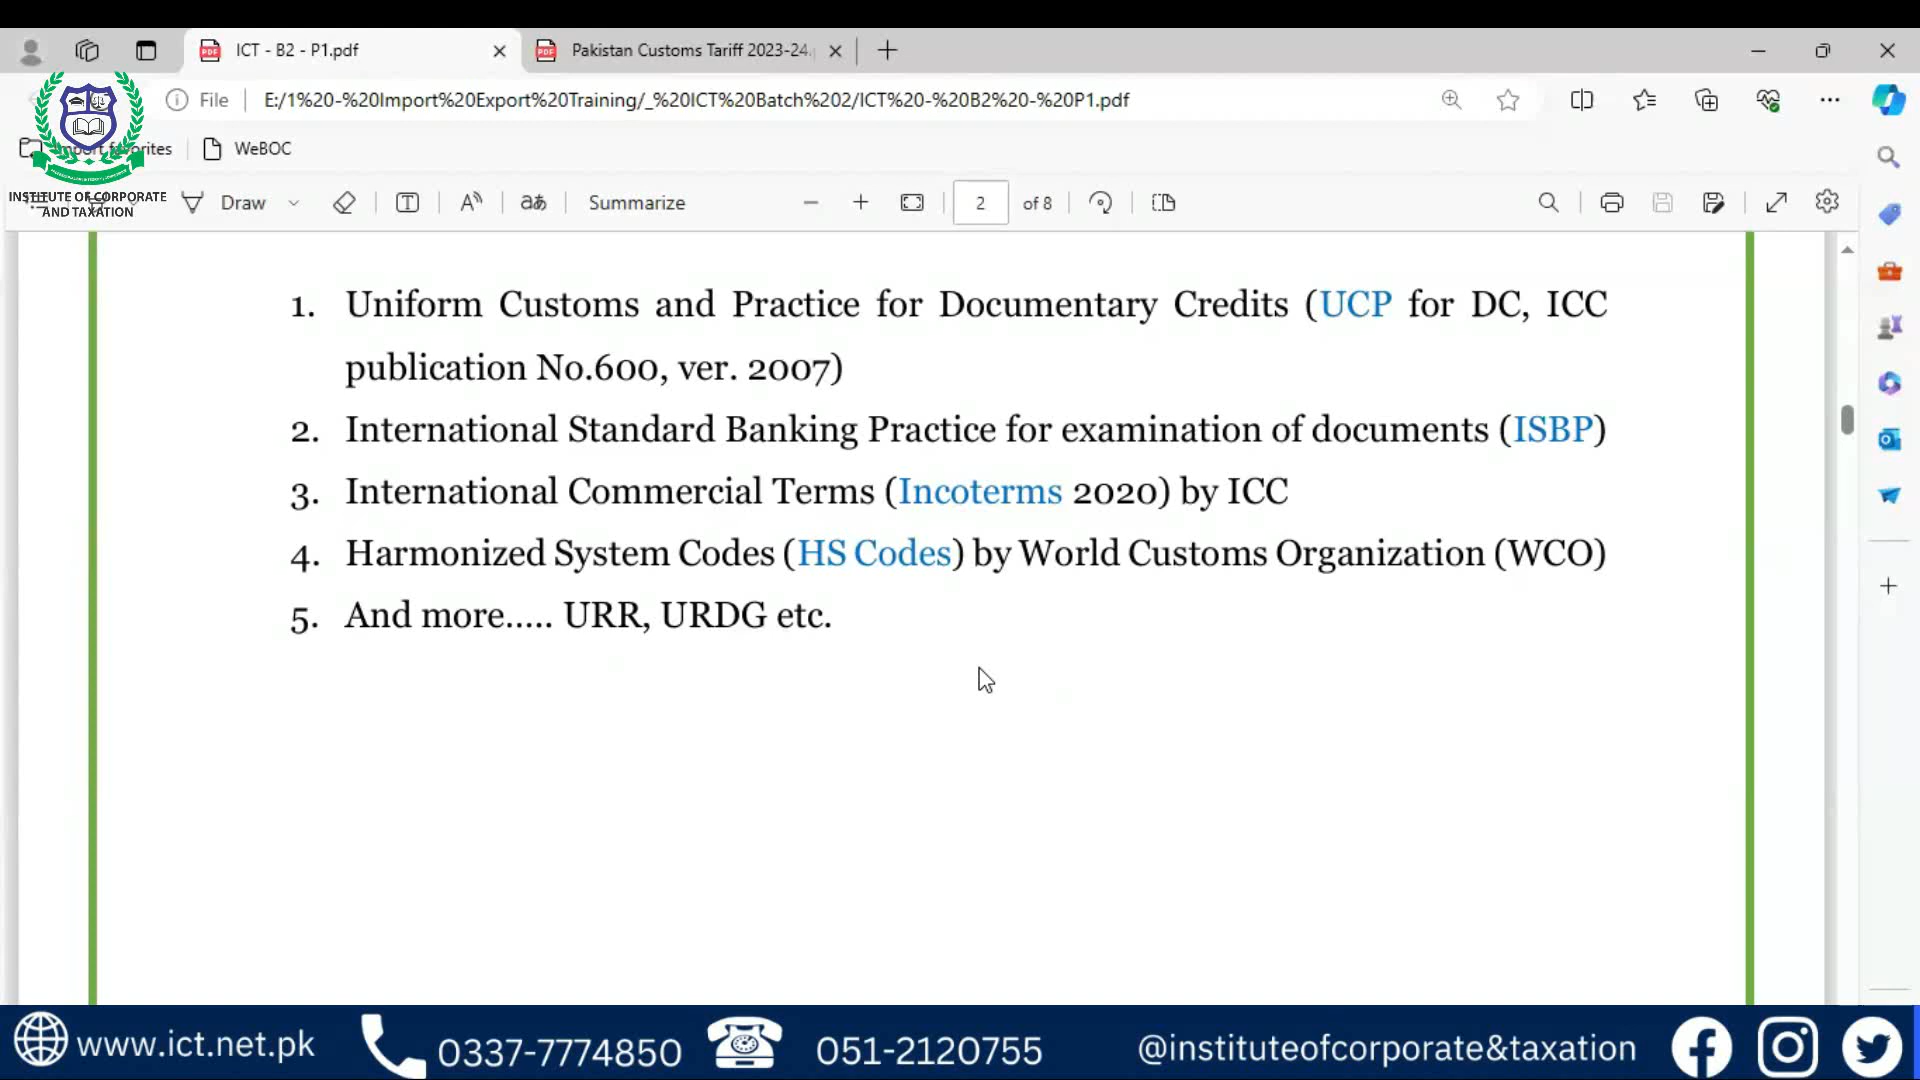 ICT - B2 - P1.pdf
Pakistan Customs Tariff 2023-24
File
E:/1%20-%20Import%20Export%20Training/_%20ICT%20Batch%202/ICT%20-%20B2%20-%20P1.pdf
Import favorites
WeBOC
INSTITUTE OF CORPORATE
AND TAXATION
Draw
Summarize
2
of 8
1. Uniform Customs and Practice for Documentary Credits (UCP for DC, ICC
publication No.600, ver. 2007)
2. International Standard Banking Practice for examination of documents (ISBP)
3. International Commercial Terms (Incoterms 2020) by ICC
4. Harmonized System Codes (HS Codes) by World Customs Organization (WCO)
5. And more..... URR, URDG etc.
www.ict.net.pk
0337-7774850
051-2120755
@instituteofcorporate&taxation